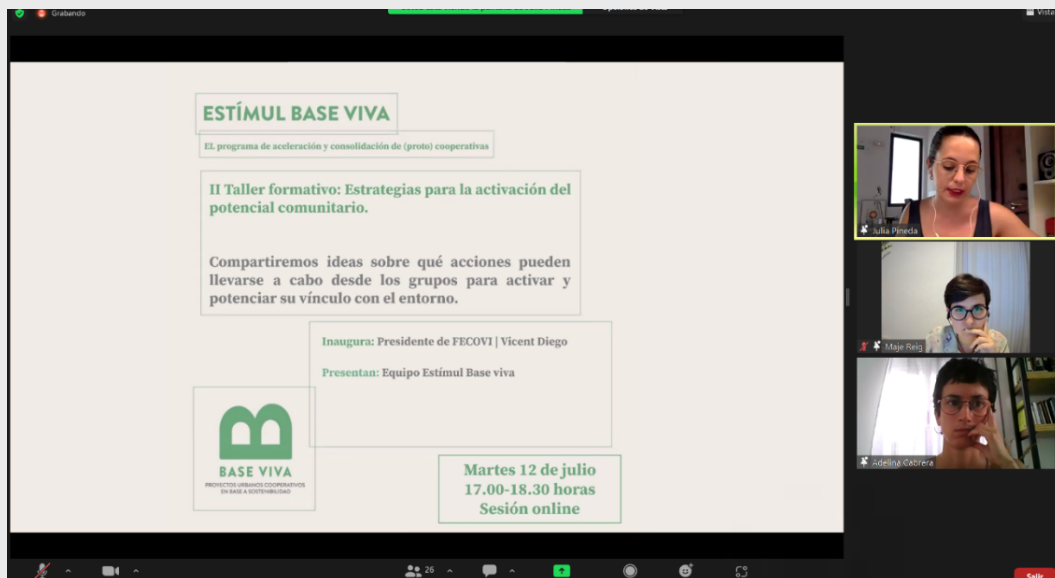 Grabando
Vista
ESTÍMUL BASE VIVA
EL programa de aceleración y consolidación de (proto) cooperativas
II Taller formativo: Estrategias para la activación del
potencial comunitario.
Compartiremos ideas sobre qué acciones pueden
llevarse a cabo desde los grupos para activar y
potenciar su vínculo con el entorno.
Inaugura: Presidente de FECOVI | Vicent Diego
Presentan: Equipo Estímul Base viva
BASE VIVA
PROYECTOS URBANOS COOPERATIVOS
EN BASE A SOSTENIBILIDAD
Martes 12 de julio
17.00-18.30 horas
Sesión online
Julia Pineda
Maje Reig
Adelina Cabrera
26
Salir